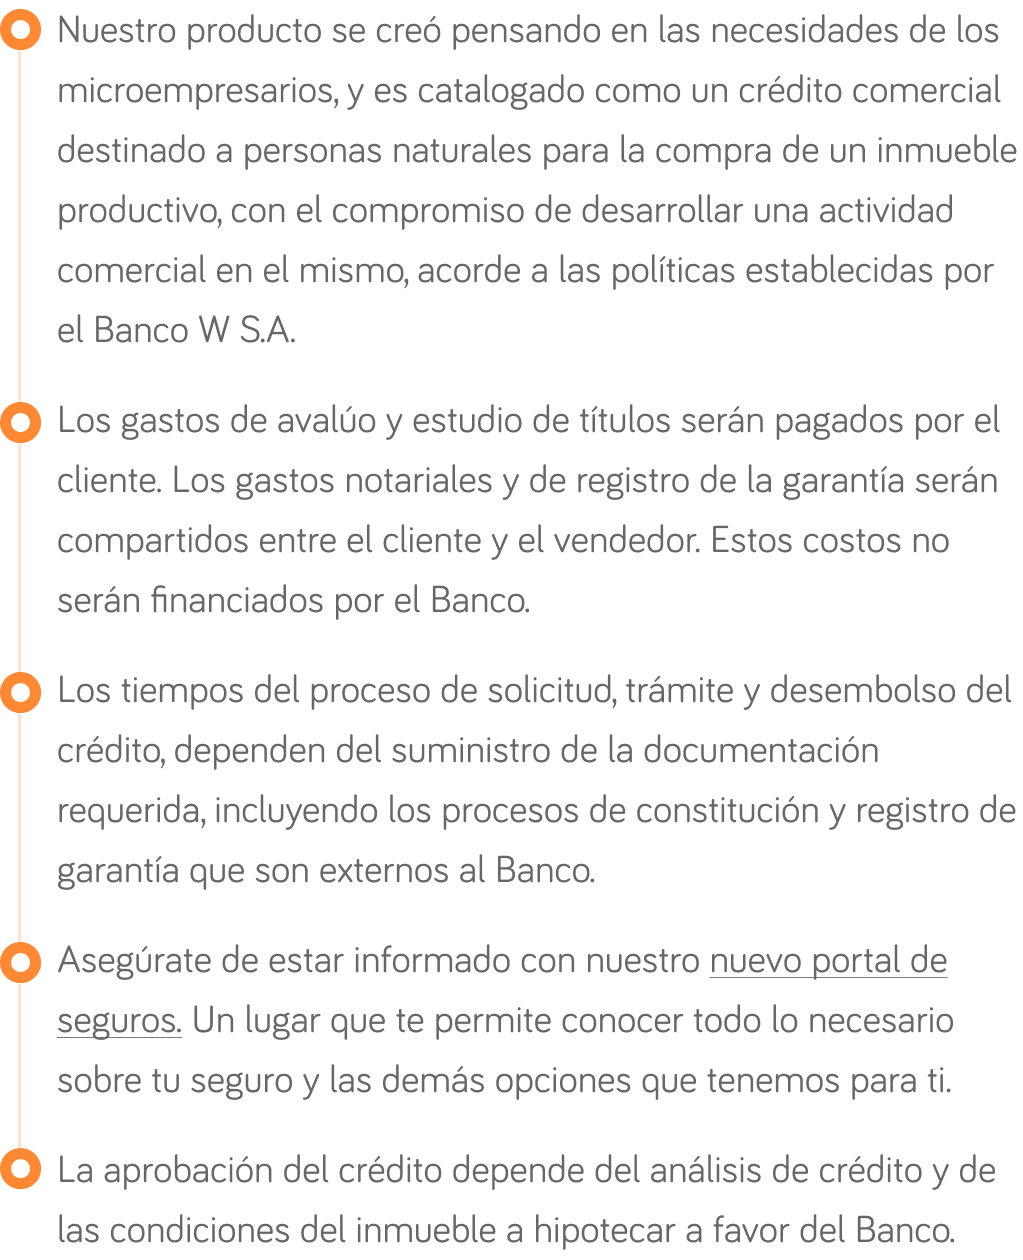 Nuestro producto se creó pensando en las necesidades de los
microempresarios, y es catalogado como un crédito comercial
destinado a personas naturales para la compra de un inmueble
productivo, con el compromiso de desarrollar una actividad
comercial en el mismo, acorde a las políticas establecidas por
el Banco W S.A.
Los gastos de avalúo y estudio de títulos serán pagados por el
cliente. Los gastos notariales y de registro de la garantía serán
compartidos entre el cliente y el vendedor. Estos costos no
serán financiados por el Banco.
Los tiempos del proceso de solicitud, trámite y desembolso del
crédito, dependen del suministro de la documentación
requerida, incluyendo los procesos de constitución y registro de
garantía que son externos al Banco.
Asegúrate de estar informado con nuestro nuevo portal de
seguros. Un lugar que te permite conocer todo lo necesario
sobre tu seguro y las demás opciones que tenemos para ti.
La aprobación del crédito depende del análisis de crédito y de
las condiciones del inmueble a hipotecar a favor del Banco.